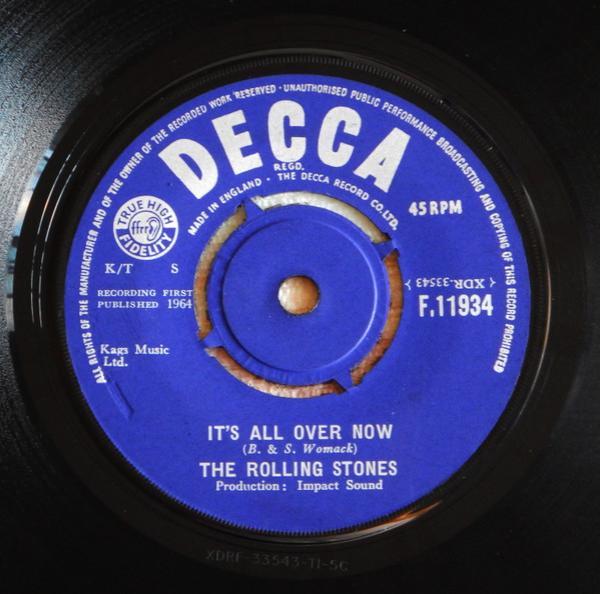 ALL RIGHTS OF THE MANUFACTURER AND OF THE OWNER OF THE RECORDED WORK RESERVED · UNAUTHORISED PUBLIC PERFORMANCE BROADCASTING AND COPYING OF THIS RECORD PROHIBITED
DECCA
REGD.
MADE IN ENGLAND · THE DECCA RECORD CO. LTD.
TRUE HIGH
ffrr
FIDELITY
45 RPM
K/T S
(XDR-33543)
F.11934
RECORDING FIRST
PUBLISHED 1964
Kags Music
Ltd.
IT'S ALL OVER NOW
(B. & S. Womack)
THE ROLLING STONES
Production: Impact Sound
XDRF-33543-T1-5C